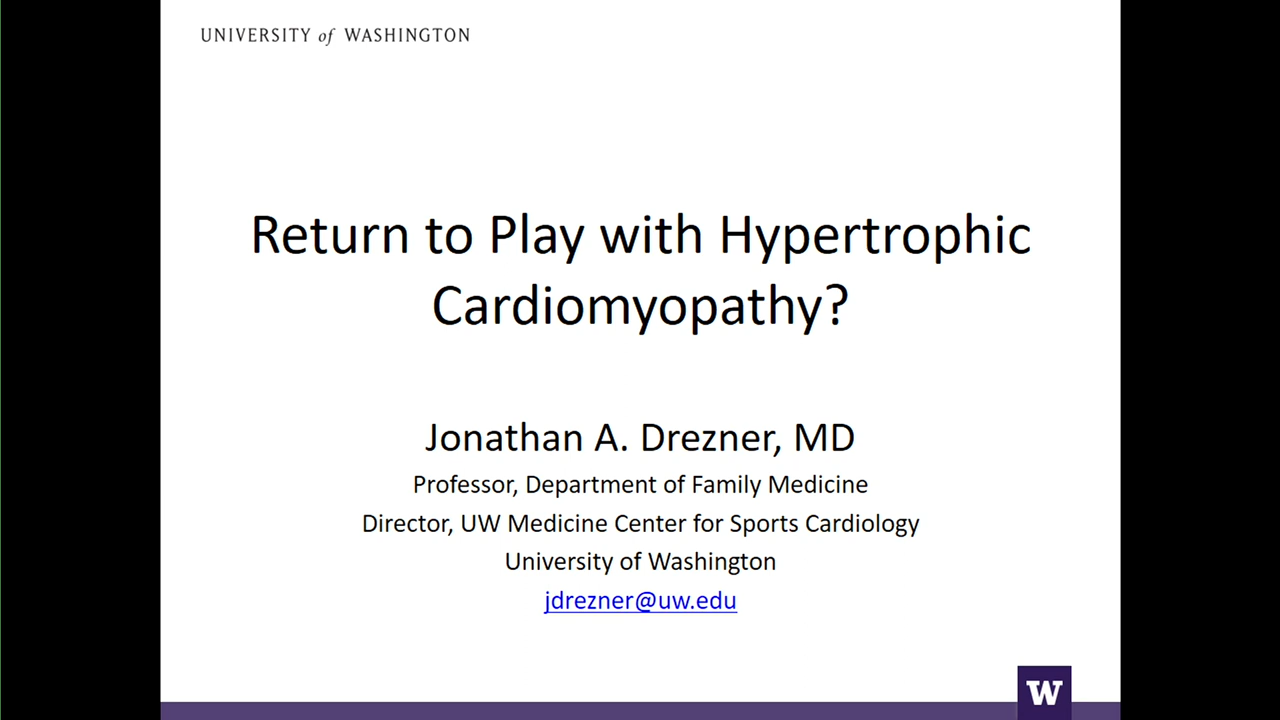 UNIVERSITY of WASHINGTON
Return to Play with Hypertrophic
Cardiomyopathy?
Jonathan A. Drezner, MD
Professor, Department of Family Medicine
Director, UW Medicine Center for Sports Cardiology
University of Washington
jdrezner@uw.edu
W